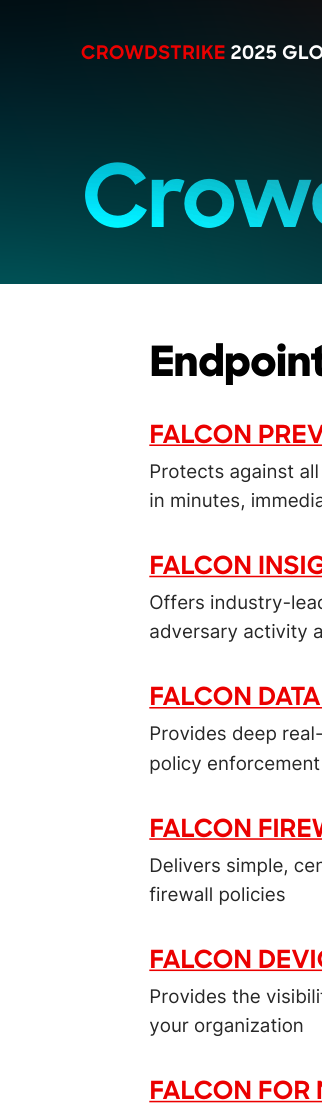 CROWDSTRIKE 2025 GLO
Crowd
Endpoint
FALCON PREV
Protects against all
in minutes, immedia
FALCON INSIG
Offers industry-lead
adversary activity a
FALCON DATA
Provides deep real-
policy enforcement
FALCON FIREW
Delivers simple, cer
firewall policies
FALCON DEVIC
Provides the visibilit
your organization
FALCON FOR M